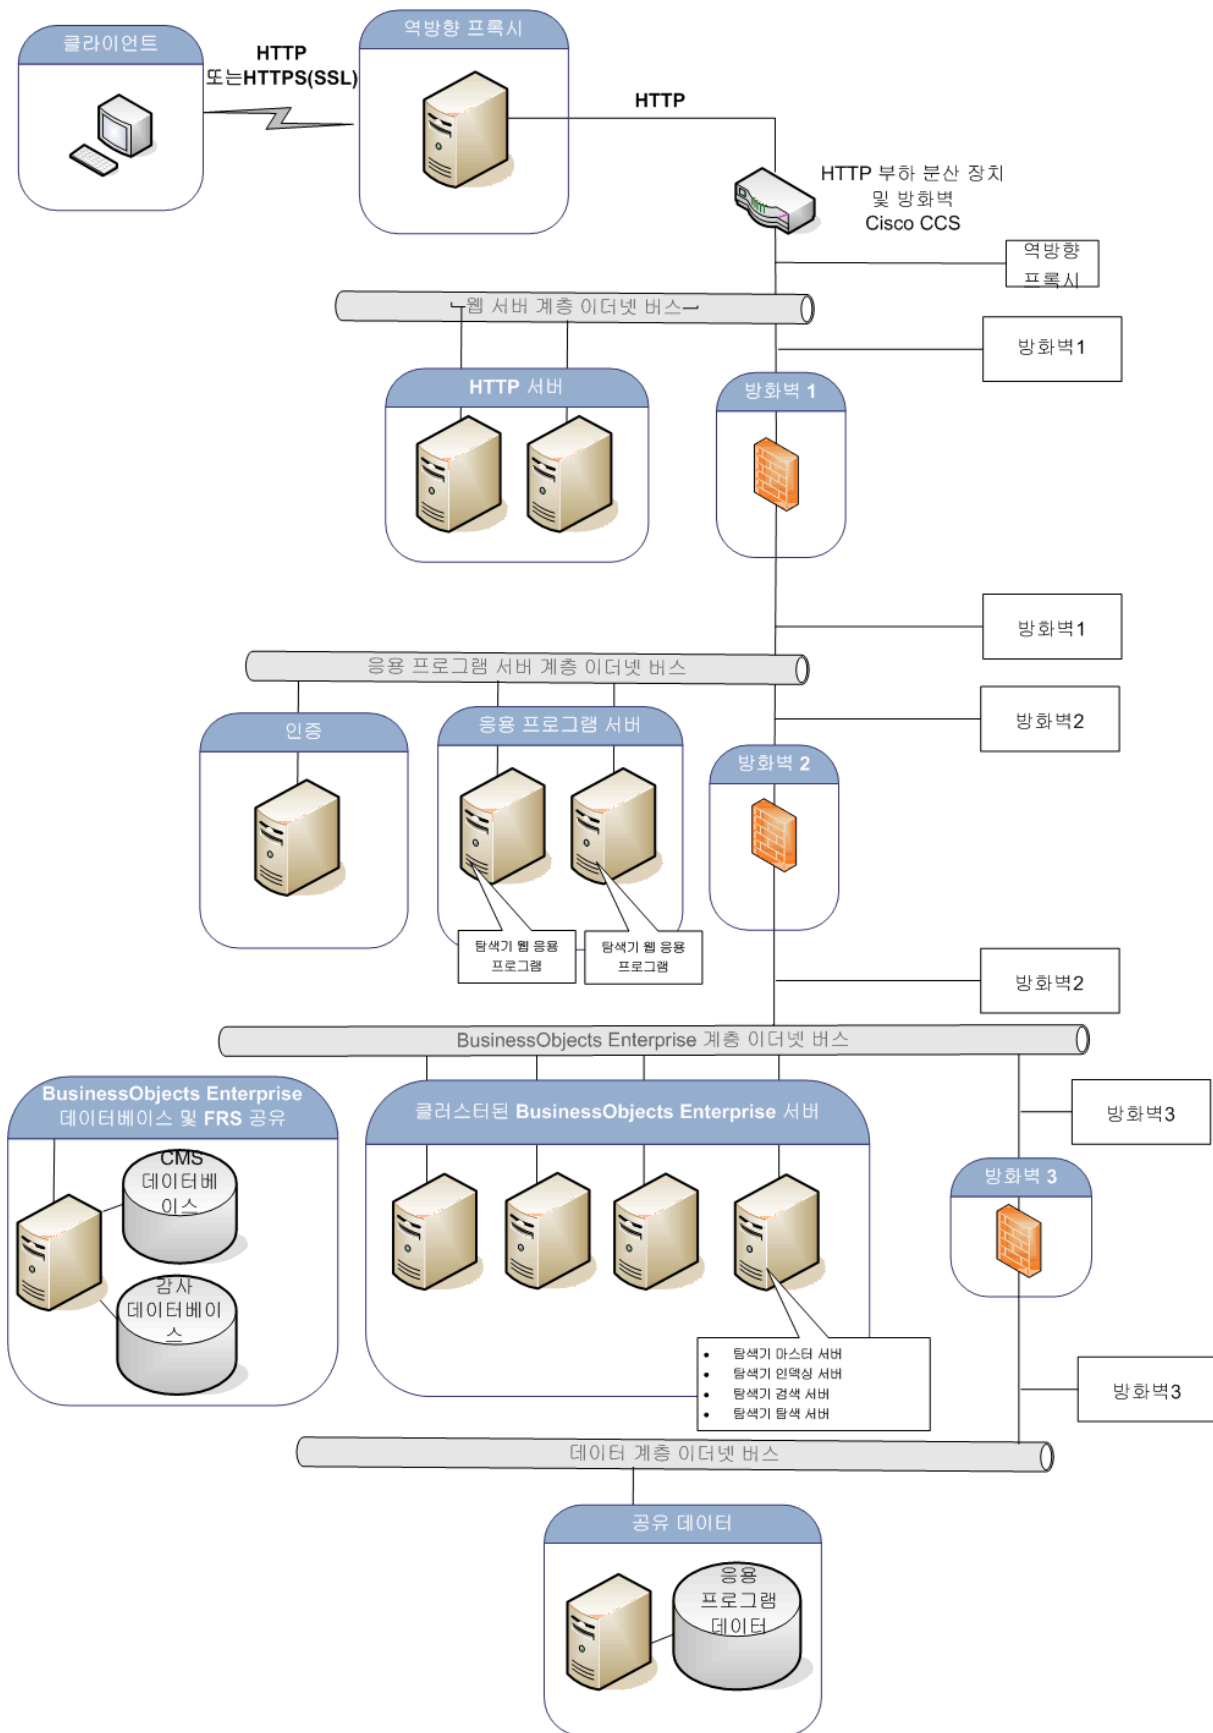 클라이언트
HTTP
또는HTTPS(SSL)
역방향 프록시
HTTP
HTTP 부하 분산 장치
및 방화벽
Cisco CCS
역방향
프록시
웹 서버 계층 이더넷 버스
방화벽1
HTTP 서버
방화벽 1
방화벽1
응용 프로그램 서버 계층 이더넷 버스
방화벽2
인증
응용 프로그램 서버
방화벽 2
탐색기 웹 응용
프로그램
탐색기 웹 응용
프로그램
방화벽2
BusinessObjects Enterprise 계층 이더넷 버스
BusinessObjects Enterprise
데이터베이스 및 FRS 공유
클러스터된 BusinessObjects Enterprise 서버
방화벽3
CMS
데이터베
이스
방화벽 3
감사
데이터베이
스
• 탐색기 마스터 서버
• 탐색기 인덱싱 서버
• 탐색기 검색 서버
• 탐색기 탐색 서버
방화벽3
데이터 계층 이더넷 버스
공유 데이터
응용
프로그램
데이터